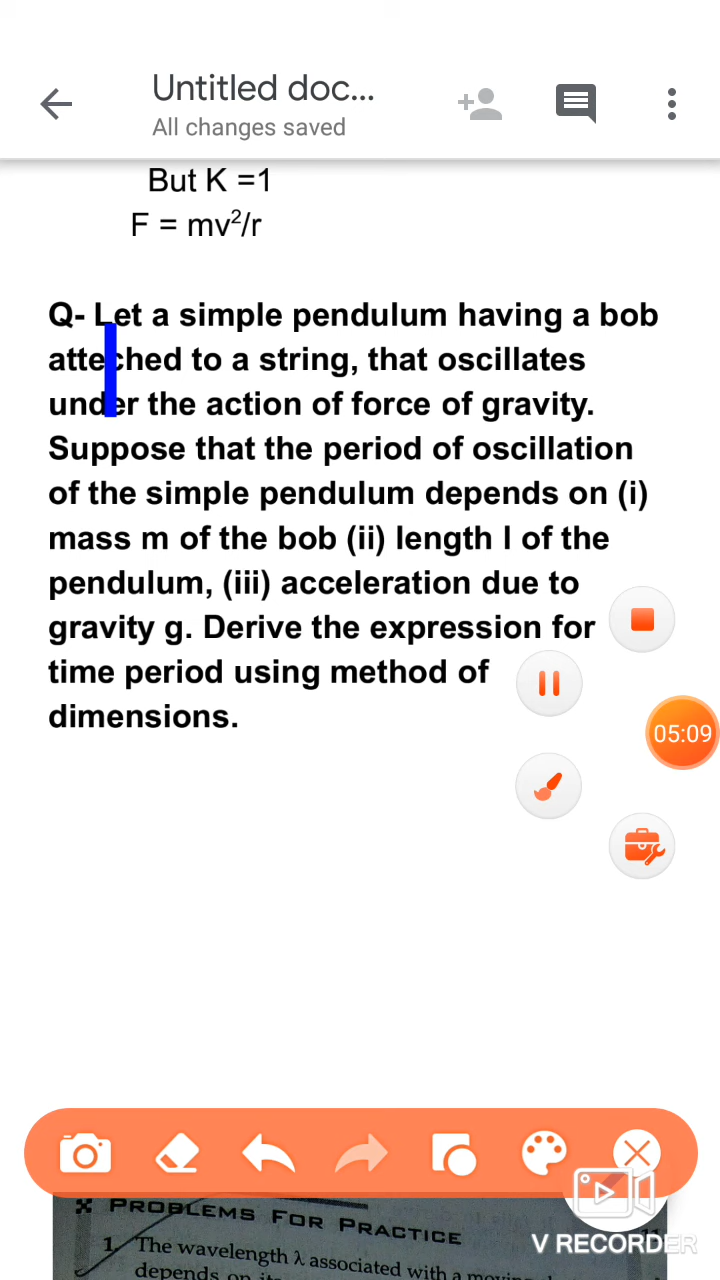 Untitled doc...
All changes saved
But K =1
F = mv²/r
Q- Let a simple pendulum having a bob
atteched to a string, that oscillates
under the action of force of gravity.
Suppose that the period of oscillation
of the simple pendulum depends on (i)
mass m of the bob (ii) length l of the
pendulum, (iii) acceleration due to
gravity g. Derive the expression for
time period using method of
dimensions.
05:09
PROBLEMS FOR PRACTICE
1. The wavelength λ associated with a
depends on
V RECORDER